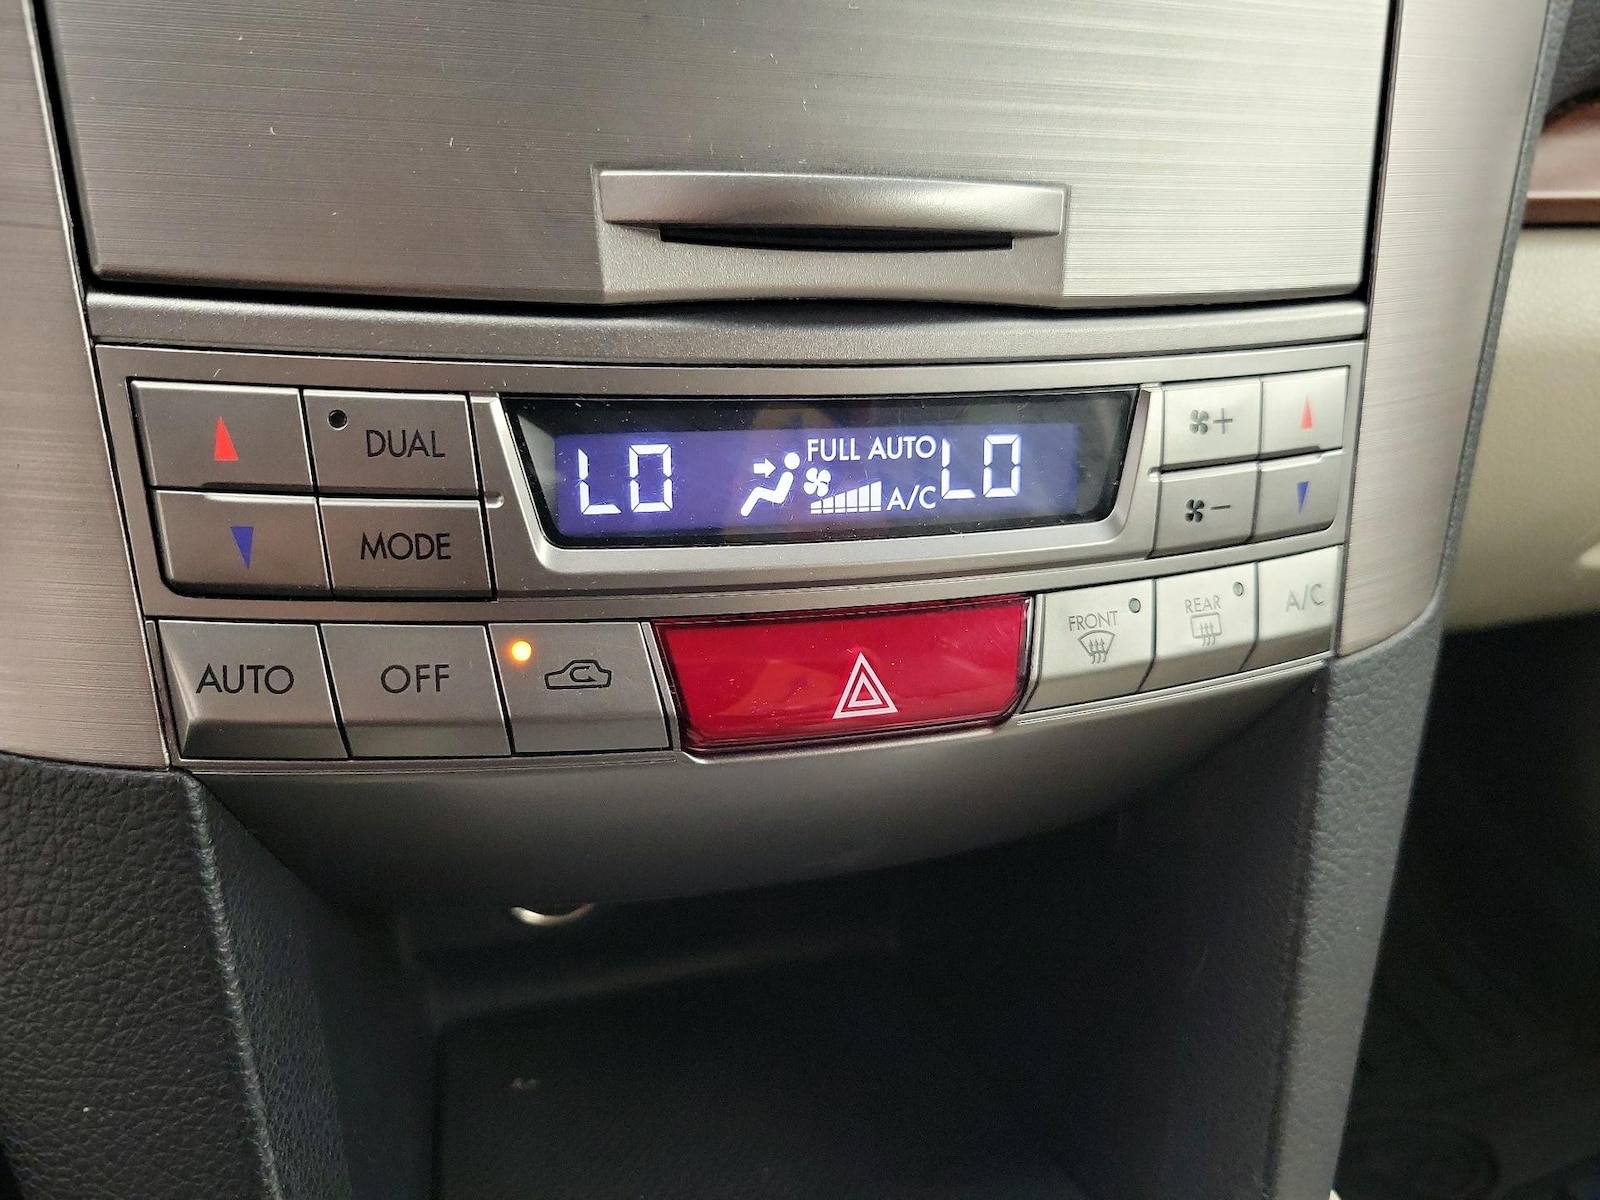 DUAL
MODE
LO
FULL AUTO
A/C
LO
+
-
AUTO
OFF
FRONT
REAR
A/C